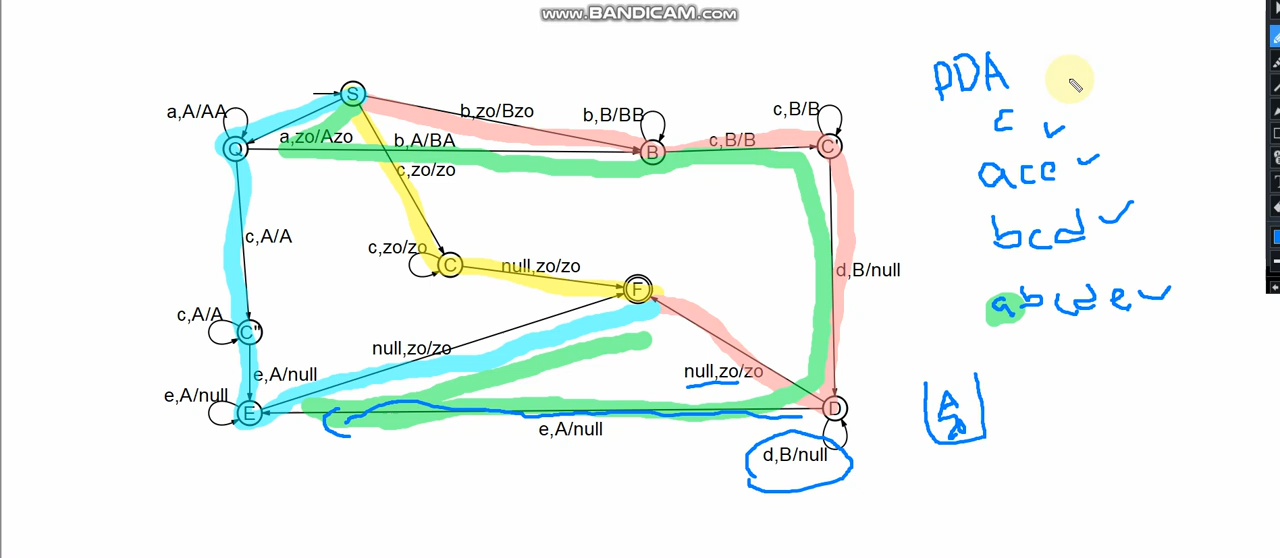 www.BANDICAM.com
S
a,A/AA
b,zo/Bzo
b,B/BB
c,B/B
Q
a,zo/Azo
b,A/BA
B
c,B/B
C'
c,zo/zo
c,A/A
c,zo/zo
C
null,zo/zo
F
d,B/null
c,A/A
C"
null,zo/zo
e,A/null
null,zo/zo
e,A/null
E
e,A/null
D
d,B/null
PDA
c
ace
bcd
abcde
A
zo